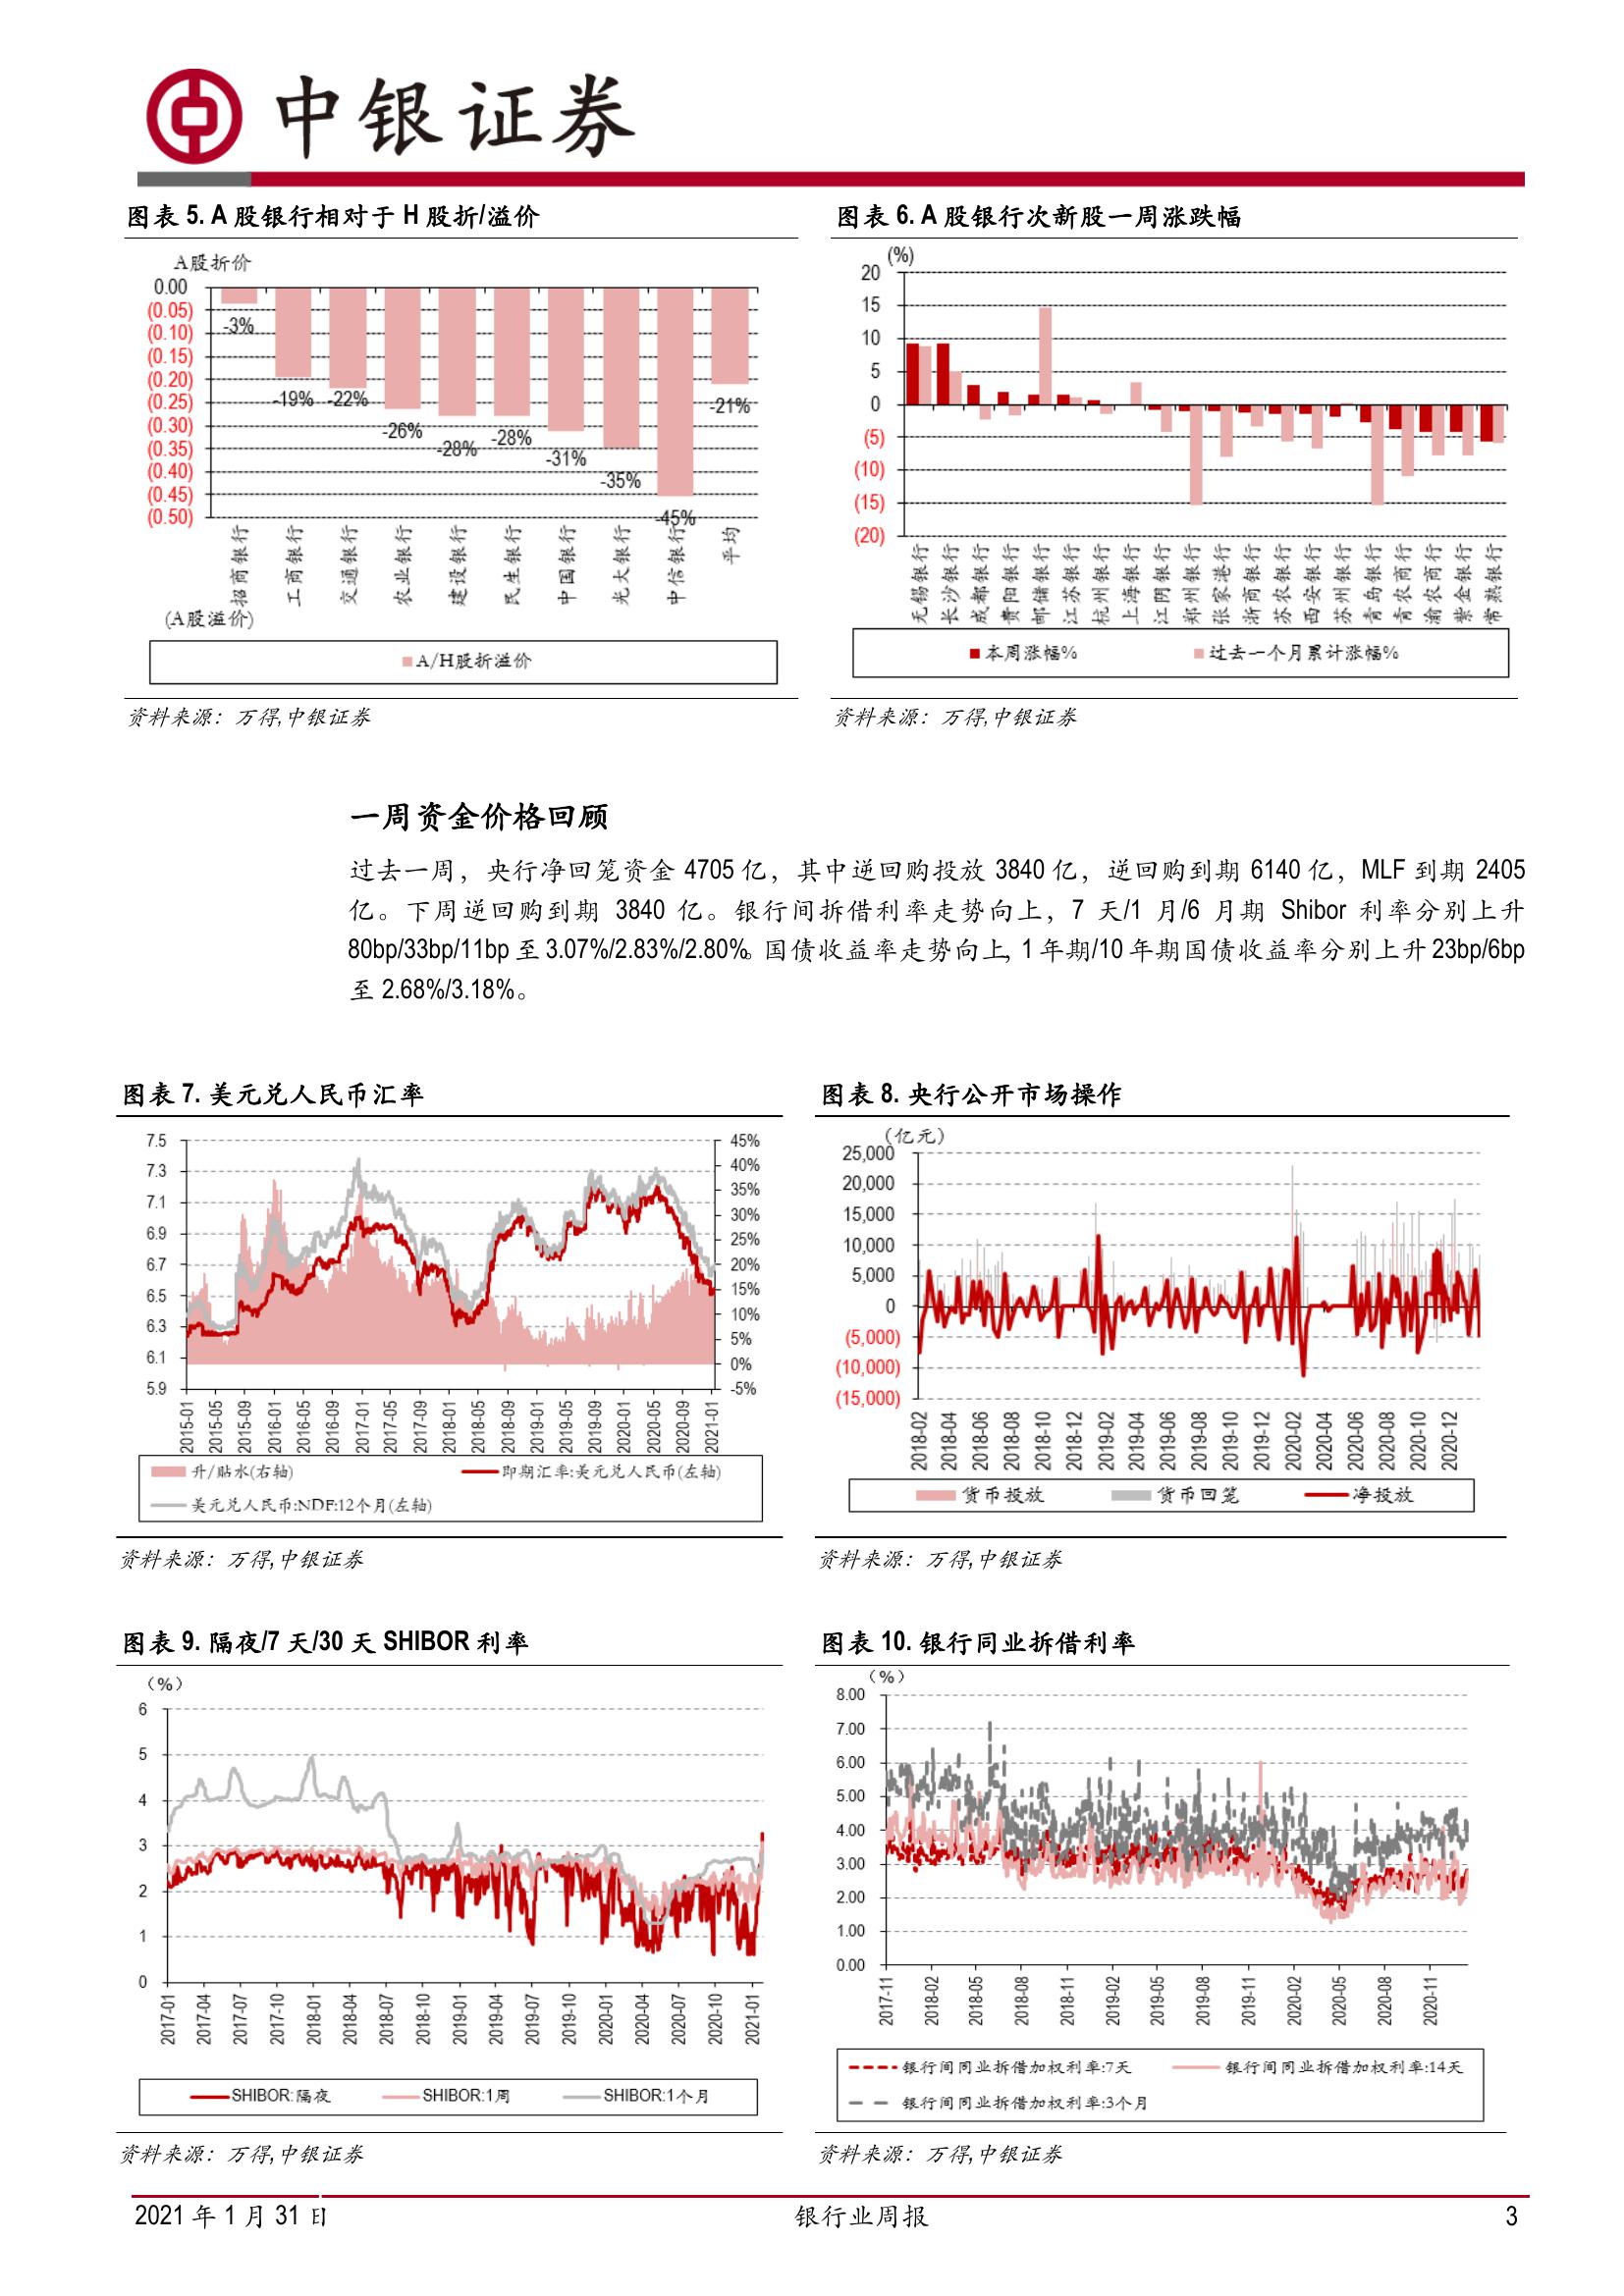 中银证券
图表 5. A 股银行相对于 H 股折/溢价
A股折价
0.00
(0.05)
(0.10)
(0.15)
(0.20)
(0.25)
(0.30)
(0.35)
(0.40)
(0.45)
(0.50)
-3%
-19%
-22%
-26%
-28%
-28%
-31%
-35%
-45%
-21%
招商银行
工商银行
交通银行
农业银行
建设银行
民生银行
中国银行
光大银行
中信银行
平均
(A股溢价)
A/H股折溢价
资料来源：万得,中银证券
图表 6. A 股银行次新股一周涨跌幅
(%)
20
15
10
5
0
(5)
(10)
(15)
(20)
无锡银行
长沙银行
成都银行
贵阳银行
邮储银行
江苏银行
杭州银行
上海银行
江阴银行
郑州银行
张家港行
浙商银行
苏农银行
西安银行
苏州银行
青岛银行
青农商行
渝农商行
紫金银行
常熟银行
本周涨幅%
过去一个月累计涨幅%
资料来源：万得,中银证券
一周资金价格回顾
过去一周，央行净回笼资金 4705 亿，其中逆回购投放 3840 亿，逆回购到期 6140 亿，MLF 到期 2405
亿。下周逆回购到期 3840 亿。银行间拆借利率走势向上，7 天/1 月/6 月期 Shibor 利率分别上升
80bp/33bp/11bp 至 3.07%/2.83%/2.80%。国债收益率走势向上，1 年期/10 年期国债收益率分别上升 23bp/6bp
至 2.68%/3.18%。
图表 7. 美元兑人民币汇率
7.5
7.3
7.1
6.9
6.7
6.5
6.3
6.1
5.9
45%
40%
35%
30%
25%
20%
15%
10%
5%
0%
-5%
2015-01
2015-05
2015-09
2016-01
2016-05
2016-09
2017-01
2017-05
2017-09
2018-01
2018-05
2018-09
2019-01
2019-05
2019-09
2020-01
2020-05
2020-09
2021-01
升/贴水(右轴)
即期汇率:美元兑人民币(左轴)
美元兑人民币:NDF:12个月(左轴)
资料来源：万得,中银证券
图表 8. 央行公开市场操作
（亿元）
25,000
20,000
15,000
10,000
5,000
0
(5,000)
(10,000)
(15,000)
2018-02
2018-04
2018-06
2018-08
2018-10
2018-12
2019-02
2019-04
2019-06
2019-08
2019-10
2019-12
2020-02
2020-04
2020-06
2020-08
2020-10
2020-12
货币投放
货币回笼
净投放
资料来源：万得,中银证券
图表 9. 隔夜/7 天/30 天 SHIBOR 利率
（%）
6
5
4
3
2
1
0
2017-01
2017-04
2017-07
2017-10
2018-01
2018-04
2018-07
2018-10
2019-01
2019-04
2019-07
2019-10
2020-01
2020-04
2020-07
2020-10
2021-01
SHIBOR:隔夜
SHIBOR:1周
SHIBOR:1个月
资料来源：万得,中银证券
图表 10. 银行同业拆借利率
（%）
8.00
7.00
6.00
5.00
4.00
3.00
2.00
1.00
0.00
2017-11
2018-02
2018-05
2018-08
2018-11
2019-02
2019-05
2019-08
2019-11
2020-02
2020-05
2020-08
2020-11
银行间同业拆借加权利率:7天
银行间同业拆借加权利率:14天
银行间同业拆借加权利率:3个月
资料来源：万得,中银证券
2021 年 1 月 31 日
银行业周报
3